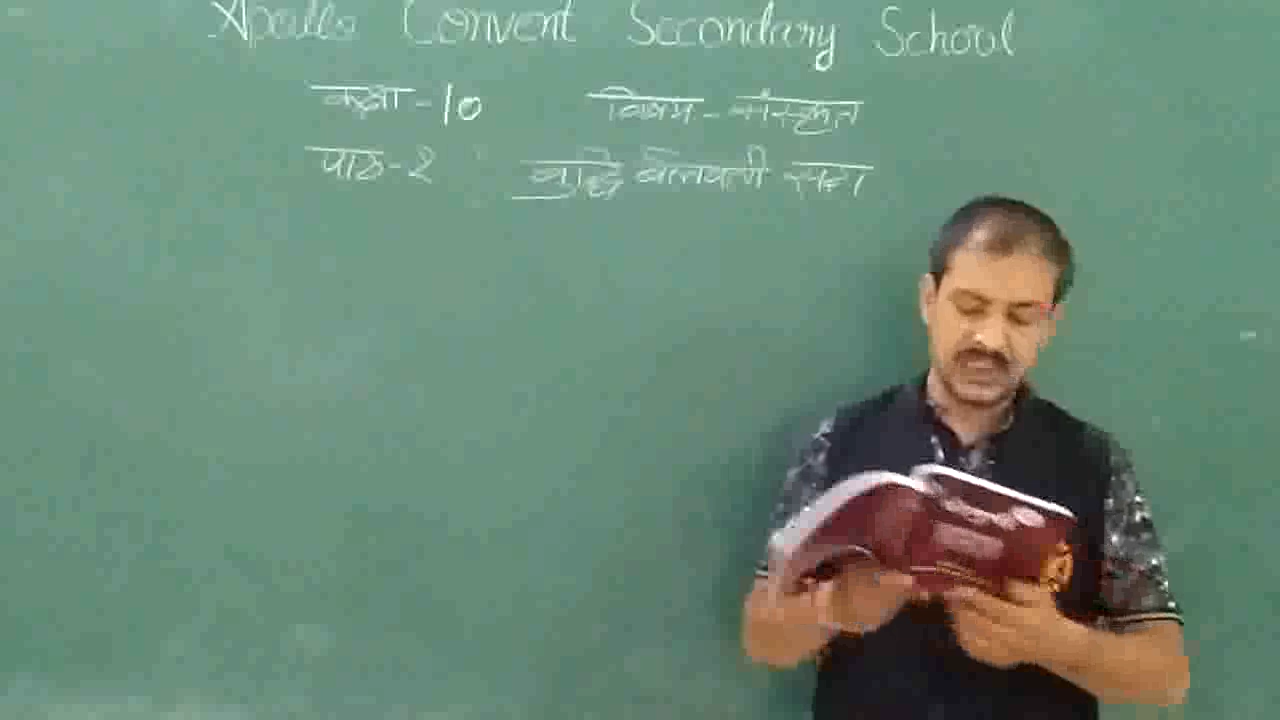 Apollo Convent Secondary School
कक्षा - 10 विषय - संस्कृत
पाठ - 2 बुद्धि बलवती सदा